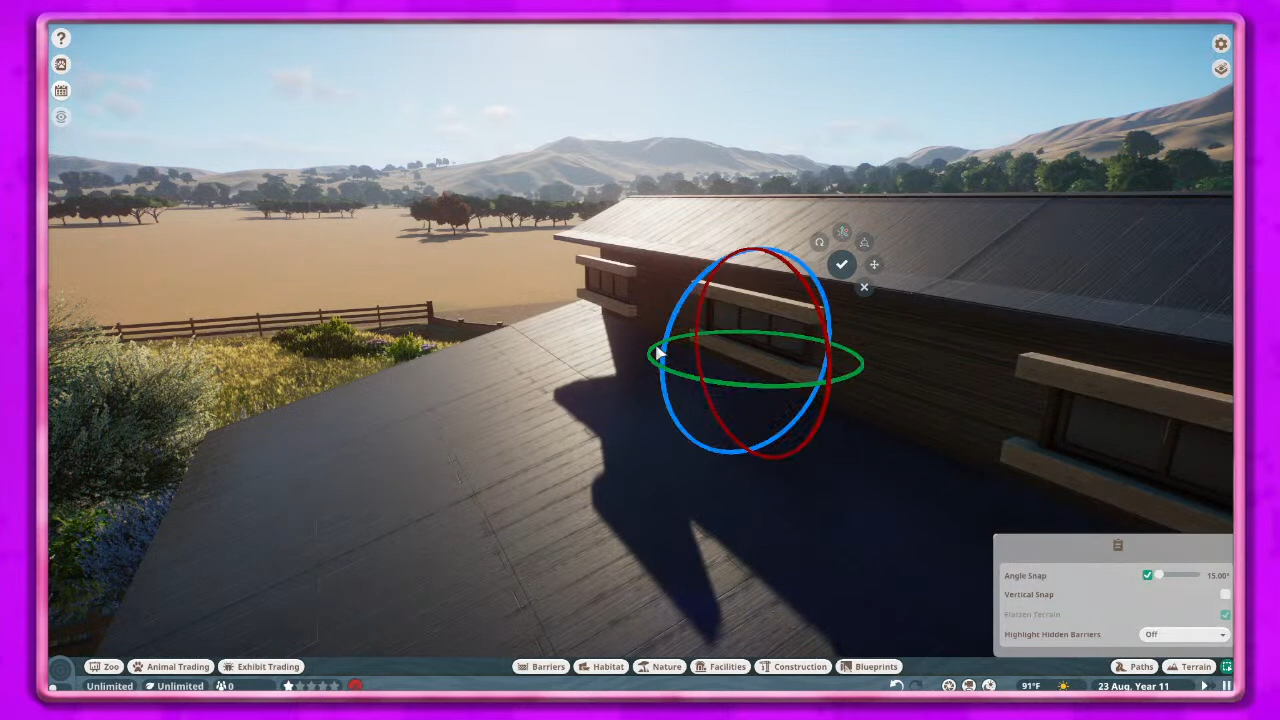 ?
Angle Snap 15.00°
Vertical Snap
Flatten Terrain
Highlight Hidden Barriers Off
Zoo Animal Trading Exhibit Trading Barriers Habitat Nature Facilities Construction Blueprints Paths Terrain
Unlimited Unlimited 0 91°F 23 Aug, Year 11